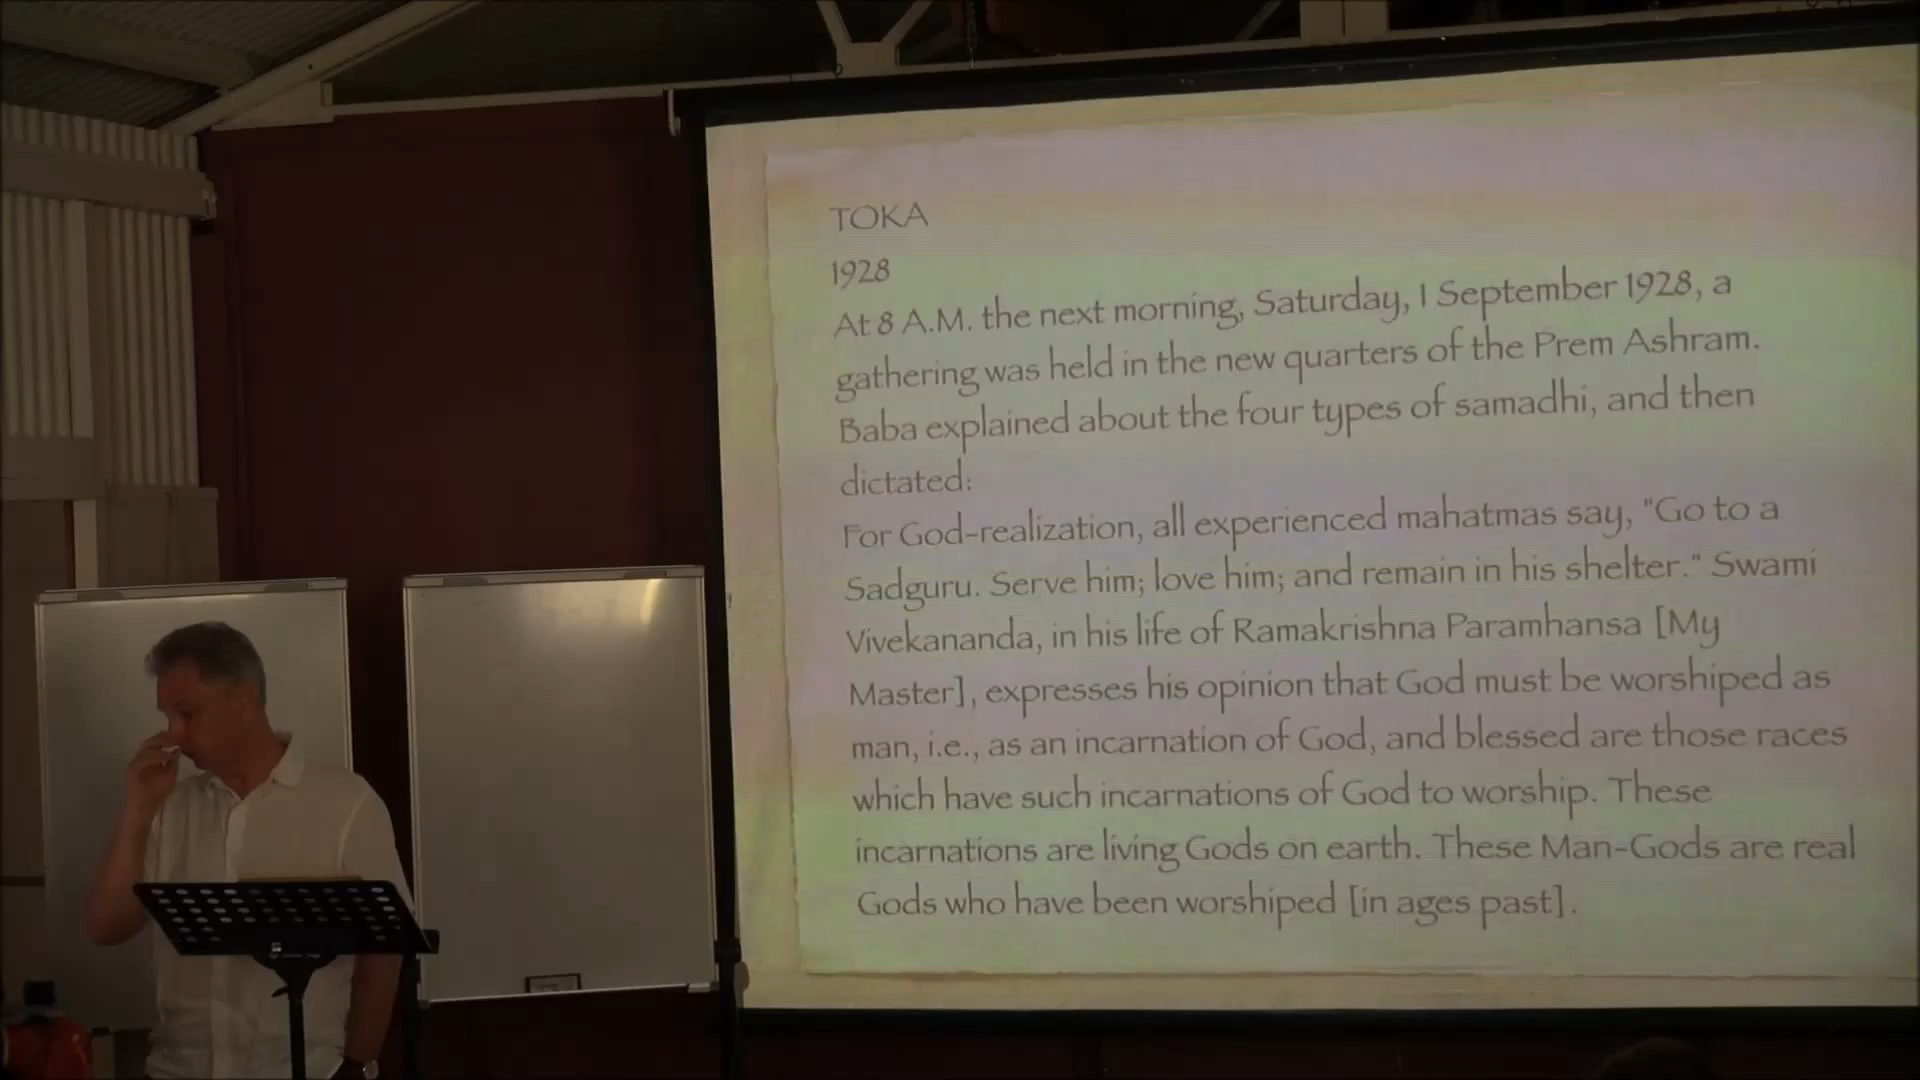 TOKA
1928
At 8 A.M. the next morning, Saturday, 1 September 1928, a
gathering was held in the new quarters of the Prem Ashram.
Baba explained about the four types of samadhi, and then
dictated:
For God-realization, all experienced mahatmas say, "Go to a
Sadguru. Serve him; love him; and remain in his shelter." Swami
Vivekananda, in his life of Ramakrishna Paramhansa [My
Master], expresses his opinion that God must be worshiped as
man, i.e., as an incarnation of God, and blessed are those races
which have such incarnations of God to worship. These
incarnations are living Gods on earth. These Man-Gods are real
Gods who have been worshiped [in ages past].